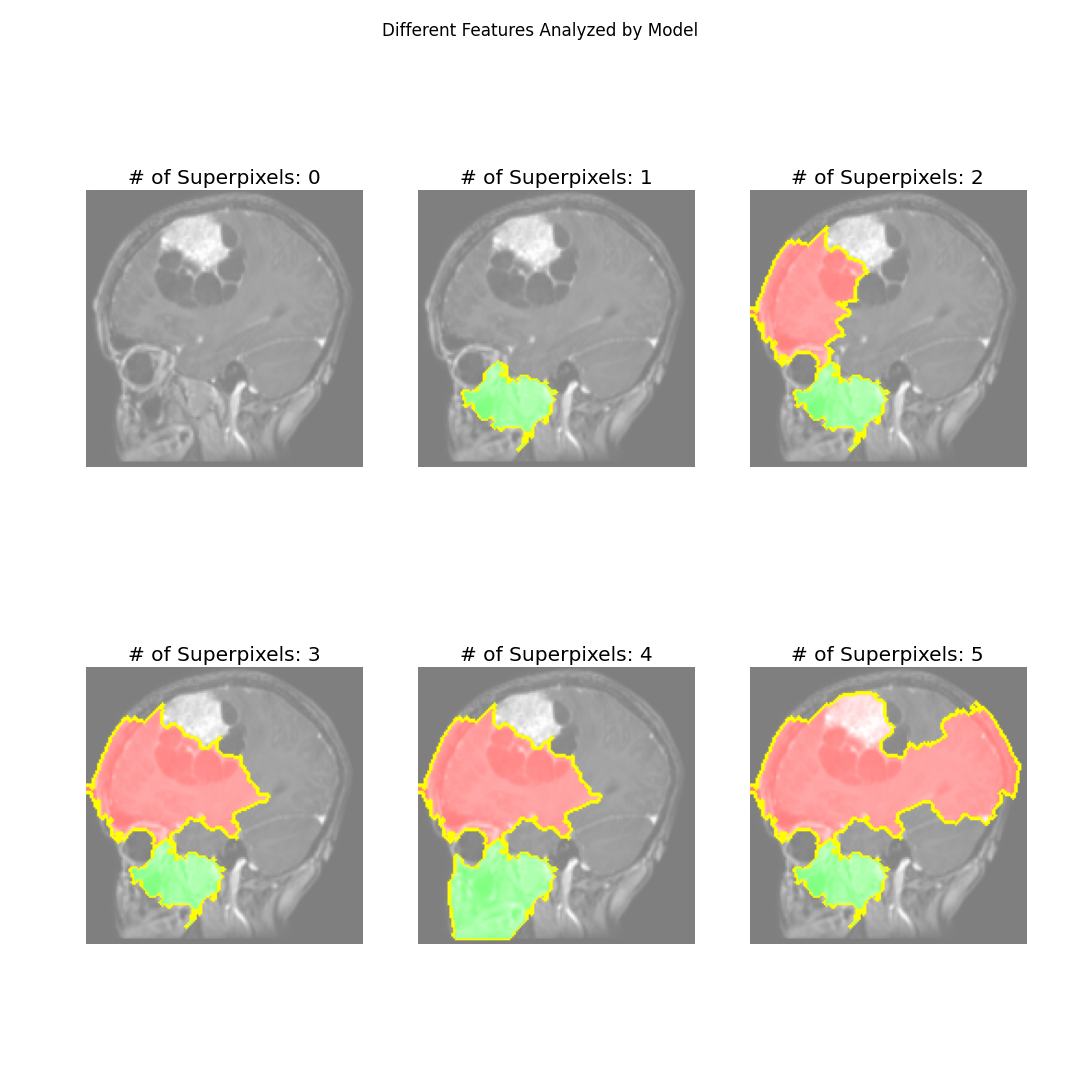 Different Features Analyzed by Model
# of Superpixels: 0
# of Superpixels: 1
# of Superpixels: 2
# of Superpixels: 3
# of Superpixels: 4
# of Superpixels: 5